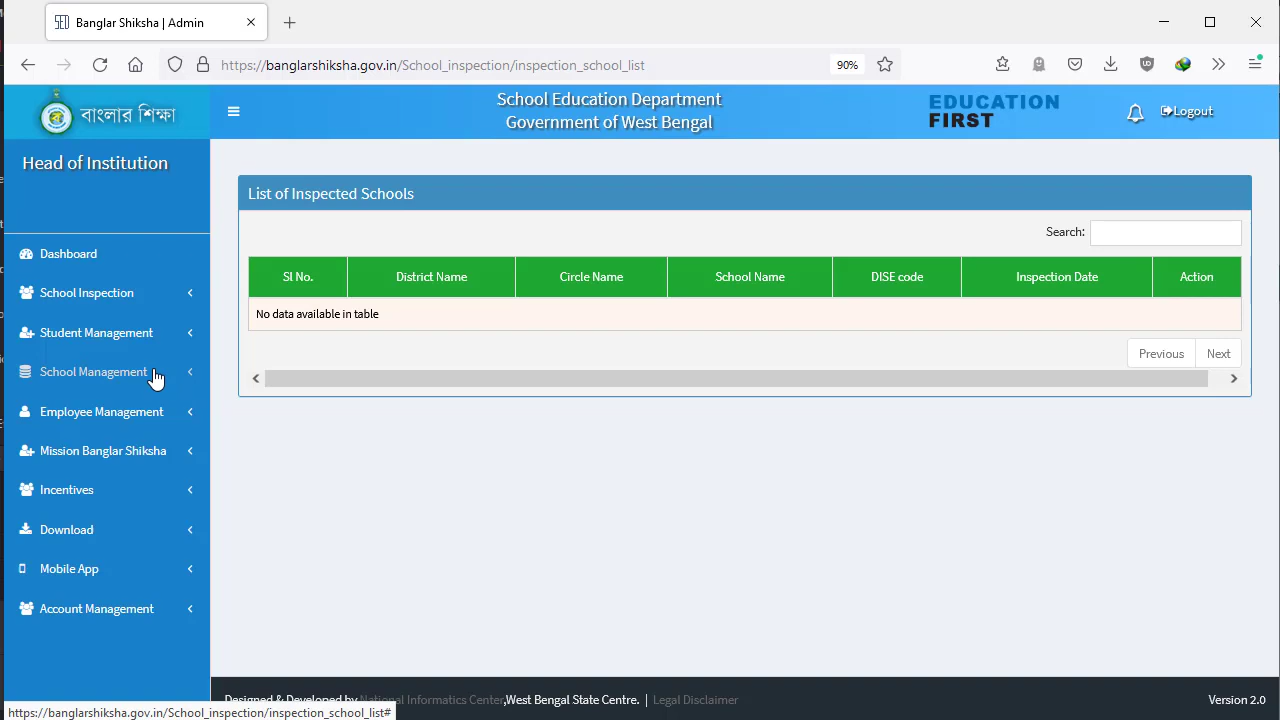 Banglar Shiksha | Admin
https://banglarshiksha.gov.in/School_inspection/inspection_school_list
90%
বাংলার শিক্ষা
School Education Department
Government of West Bengal
EDUCATION
FIRST
Logout
Head of Institution
Dashboard
School Inspection
Student Management
School Management
Employee Management
Mission Banglar Shiksha
Incentives
Download
Mobile App
Account Management
List of Inspected Schools
Search:
Sl No. District Name Circle Name School Name DISE code Inspection Date Action
No data available in table
Previous Next
Designed & Developed by National Informatics Center,West Bengal State Centre. | Legal Disclaimer
Version 2.0
https://banglarshiksha.gov.in/School_inspection/inspection_school_list#